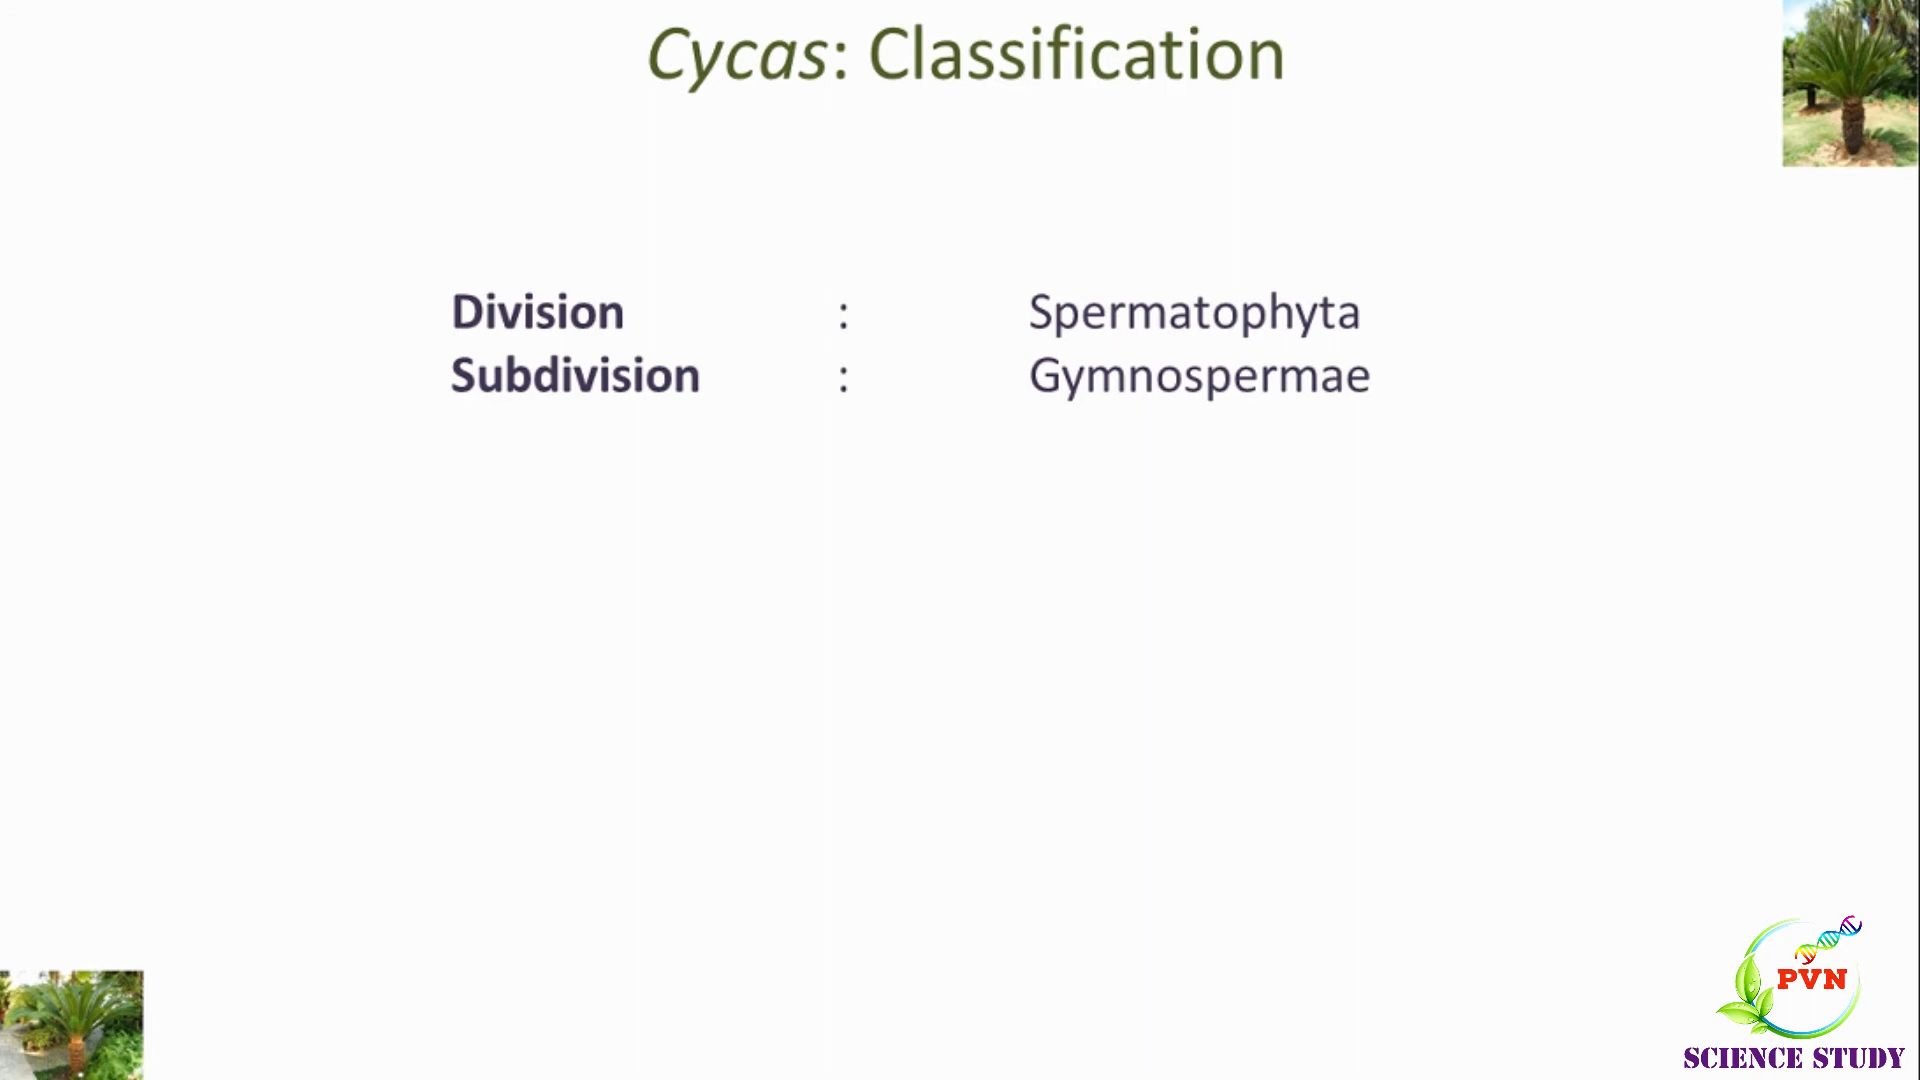 Cycas: Classification
Division : Spermatophyta
Subdivision : Gymnospermae
PVN
SCIENCE STUDY